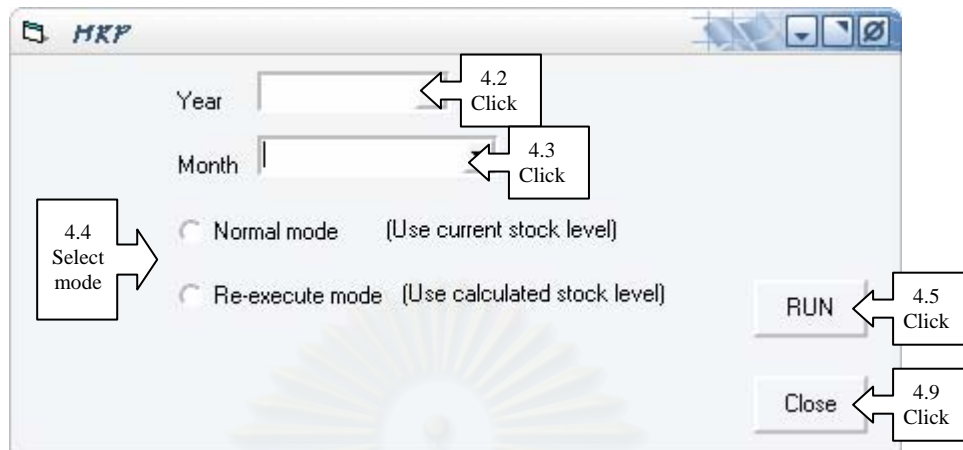 MRP
Year
4.2
Click
Month
4.3
Click
4.4
Select
mode
Normal mode (Use current stock level)
Re-execute mode (Use calculated stock level)
RUN
4.5
Click
Close
4.9
Click